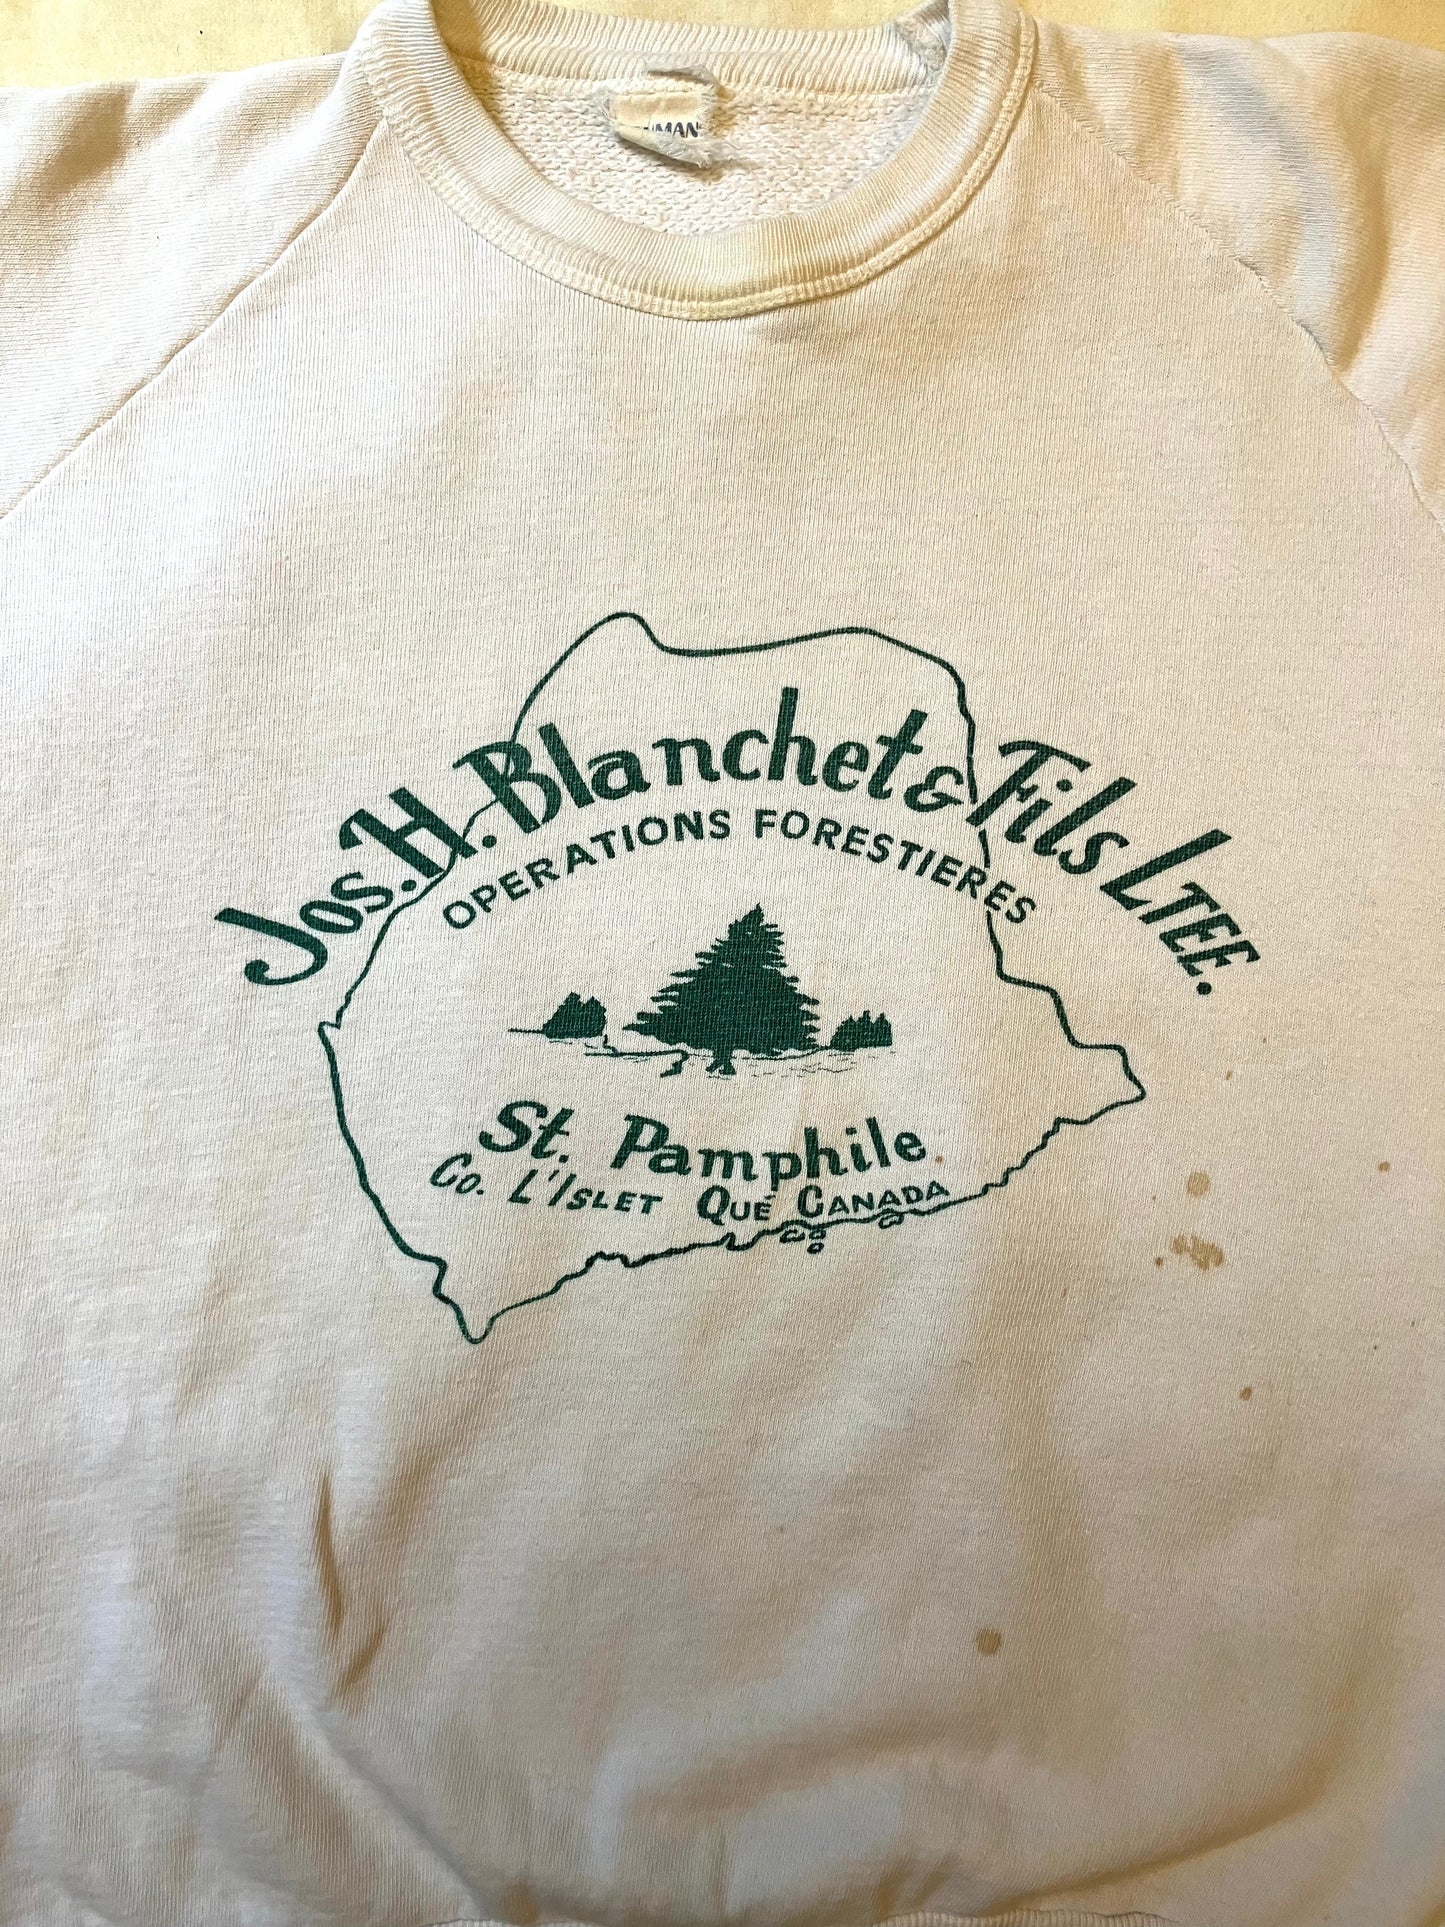 Jos. H. Blanchet & Fils LTEE.
OPERATIONS FORESTIERES
St. Pamphile
Co. L'ISLET QUÉ CANADA